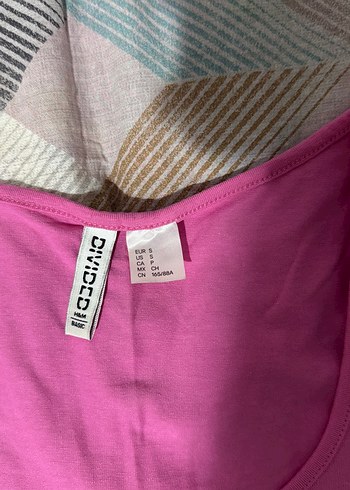 DIVIDED
H&M
BASIC
EUR S
US S
CA P
MX CH
CN 165/88A